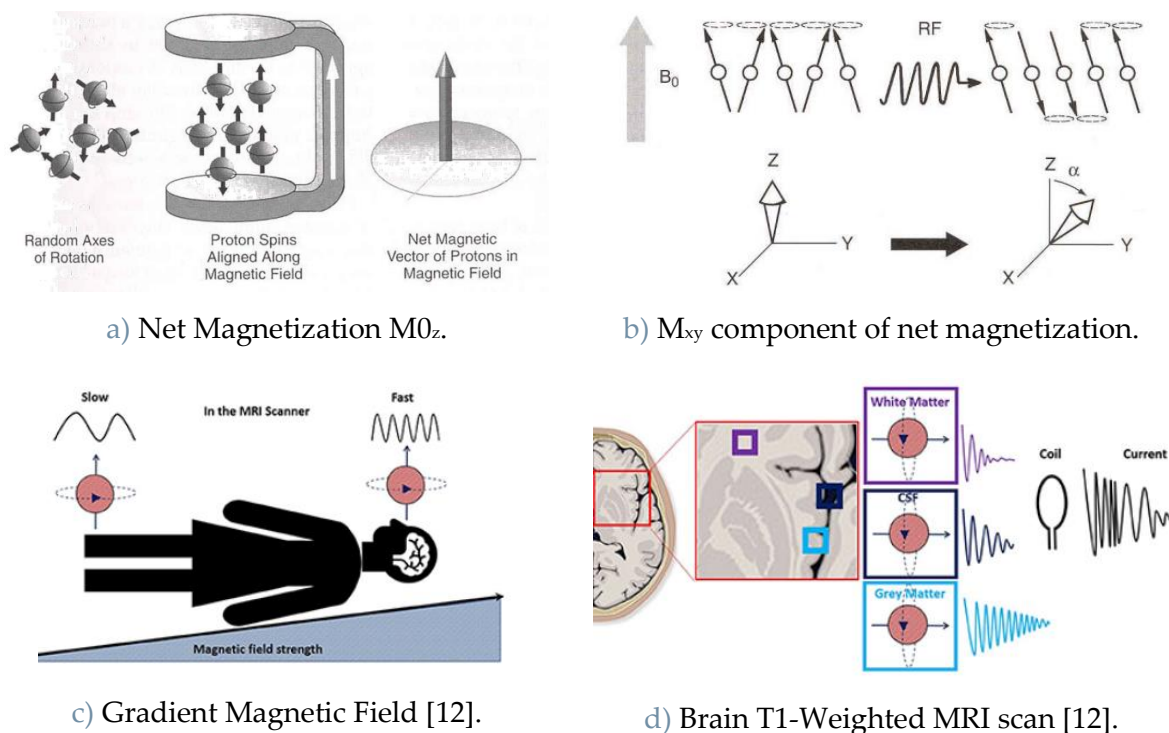 Random Axes
of Rotation
Proton Spins
Aligned Along
Magnetic Field
Net Magnetic
Vector of Protons in
Magnetic Field
a) Net Magnetization M0z.
B0
RF
Z
Y
X
Z
α
Y
X
b) Mxy component of net magnetization.
Slow
In the MRI Scanner
Fast
Magnetic field strength
c) Gradient Magnetic Field [12].
White Matter
CSF
Grey Matter
Coil
Current
d) Brain T1-Weighted MRI scan [12].